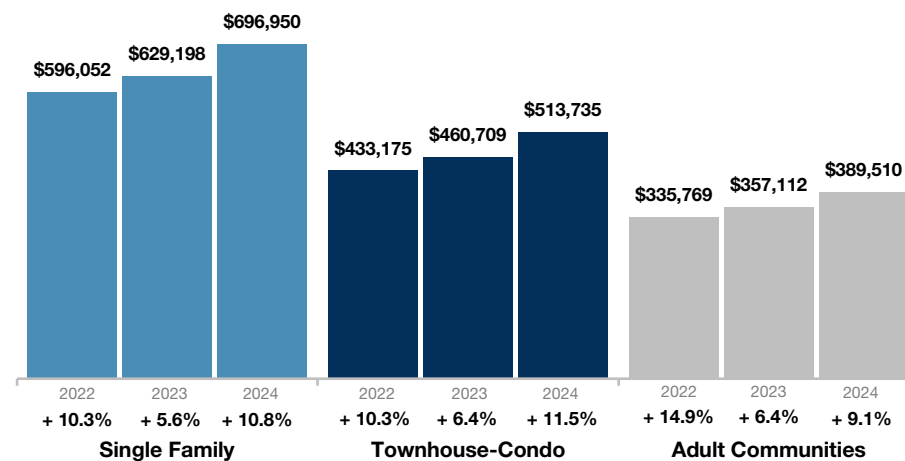 $596,052 $629,198 $696,950
$433,175 $460,709 $513,735
$335,769 $357,112 $389,510
2022 2023 2024 2022 2023 2024 2022 2023 2024
+ 10.3% + 5.6% + 10.8% + 10.3% + 6.4% + 11.5% + 14.9% + 6.4% + 9.1%
Single Family Townhouse-Condo Adult Communities